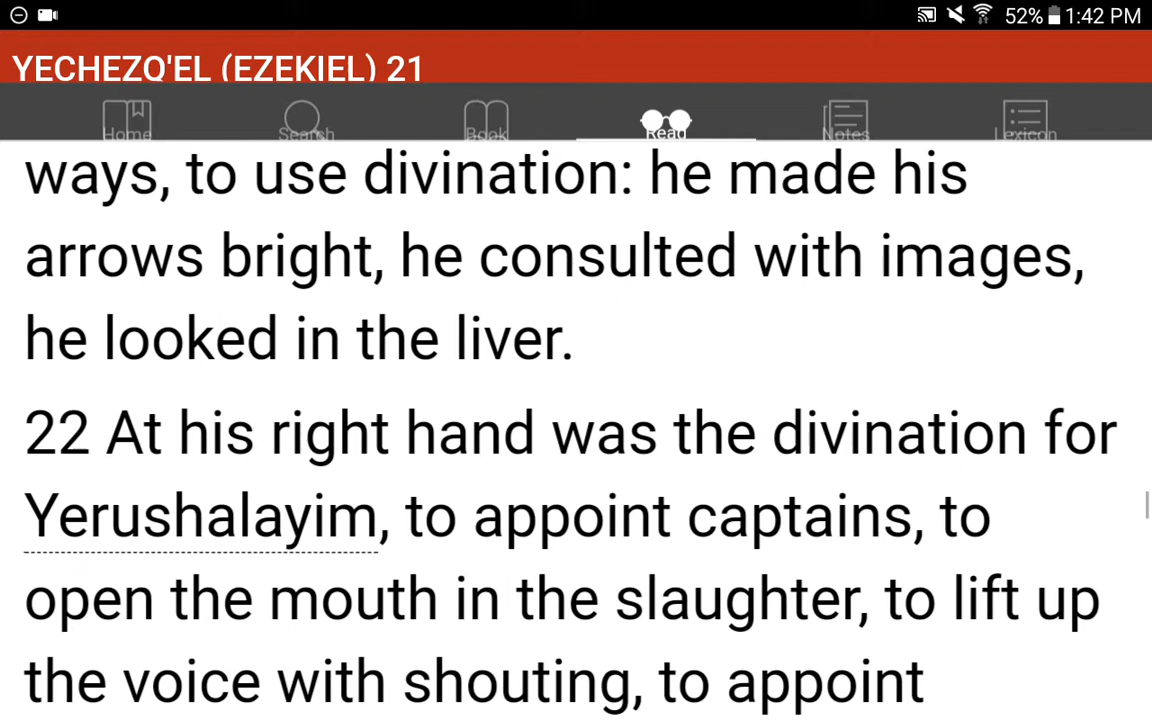 52% 1:42 PM
YECHEZQ'EL (EZEKIEL) 21
Home Search Book Read Notes Lexicon
ways, to use divination: he made his
arrows bright, he consulted with images,
he looked in the liver.
22 At his right hand was the divination for
Yerushalayim, to appoint captains, to
open the mouth in the slaughter, to lift up
the voice with shouting, to appoint